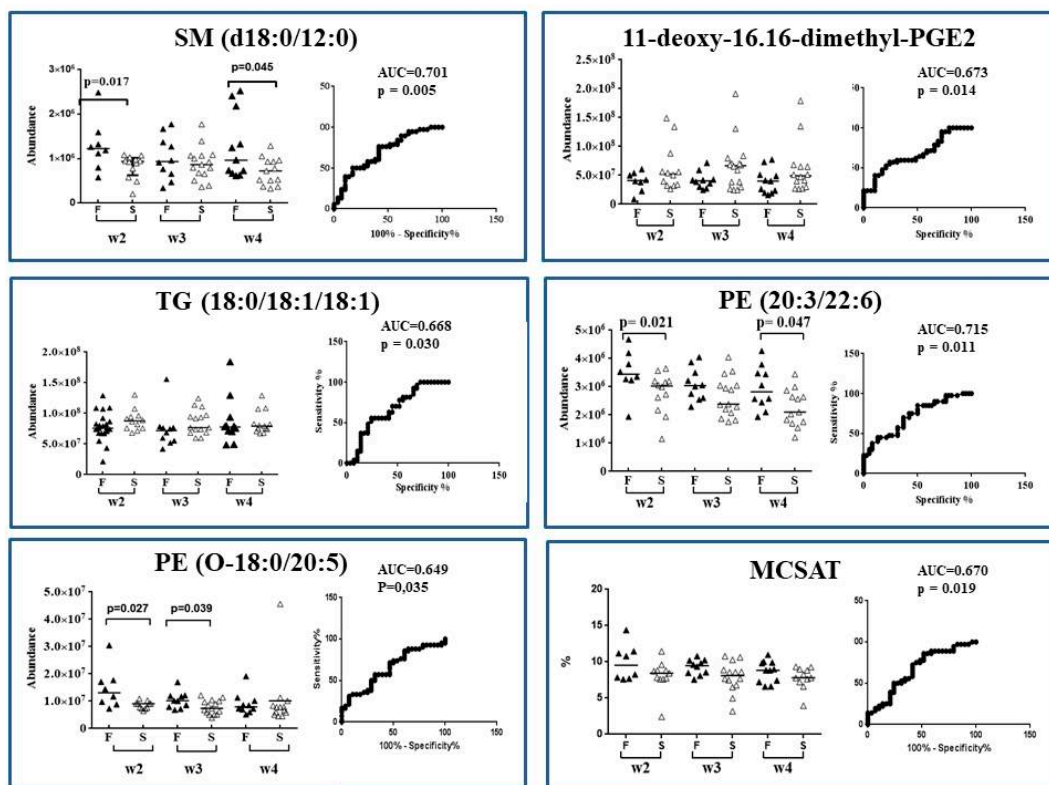 SM (d18:0/12:0)
p=0.017
p=0.045
AUC=0.701
p = 0.005
Abundance
3×10⁶
2×10⁶
1×10⁶
0
F S F S F S
w2 w3 w4
50
00
50
0
0 50 100 150
100% - Specificity%
11-deoxy-16.16-dimethyl-PGE2
AUC=0.673
p = 0.014
Abundance
2.5×10⁸
2.0×10⁸
1.5×10⁸
1.0×10⁸
5.0×10⁷
0
F S F S F S
w2 w3 w4
50
00
50
0
0 50 100 150
Specificity%
TG (18:0/18:1/18:1)
AUC=0.668
p = 0.030
Abundance
2.0×10⁸
1.5×10⁸
1.0×10⁸
5.0×10⁷
0
F S F S F S
w2 w3 w4
Sensitivity %
150
100
50
0
0 50 100 150
Specificity %
PE (20:3/22:6)
p= 0.021
p= 0.047
AUC=0.715
p = 0.011
Abundance
5×10⁶
4×10⁶
3×10⁶
2×10⁶
1×10⁶
0
F S F S F S
w2 w3 w4
Sensitivity %
150
100
50
0
0 50 100 150
Specificity %
PE (O-18:0/20:5)
p=0.027
p=0.039
AUC=0.649
P=0,035
Abundance
5.0×10⁷
4.0×10⁷
3.0×10⁷
2.0×10⁷
1.0×10⁷
0
F S F S F S
w2 w3 w4
Sensitivity%
150
100
50
0
0 50 100 150
100% - Specificity%
MCSAT
AUC=0.670
p = 0.019
%
20
15
10
5
0
F S F S F S
w2 w3 w4
50
00
50
0
0 50 100 150
100% - Specificity%